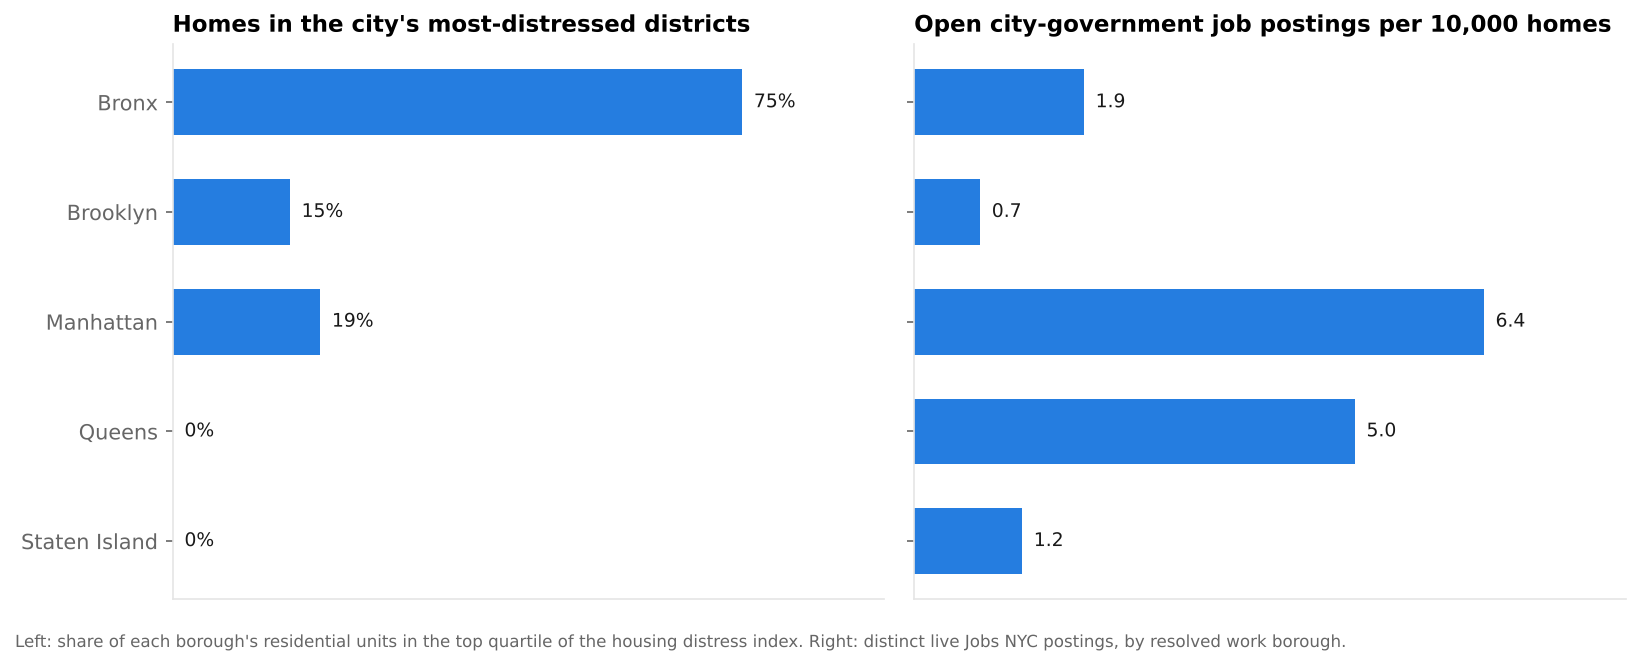 Homes in the city's most-distressed districts
Bronx
75%
Brooklyn
15%
Manhattan
19%
Queens
0%
Staten Island
0%
Open city-government job postings per 10,000 homes
1.9
0.7
6.4
5.0
1.2
Left: share of each borough's residential units in the top quartile of the housing distress index. Right: distinct live Jobs NYC postings, by resolved work borough.